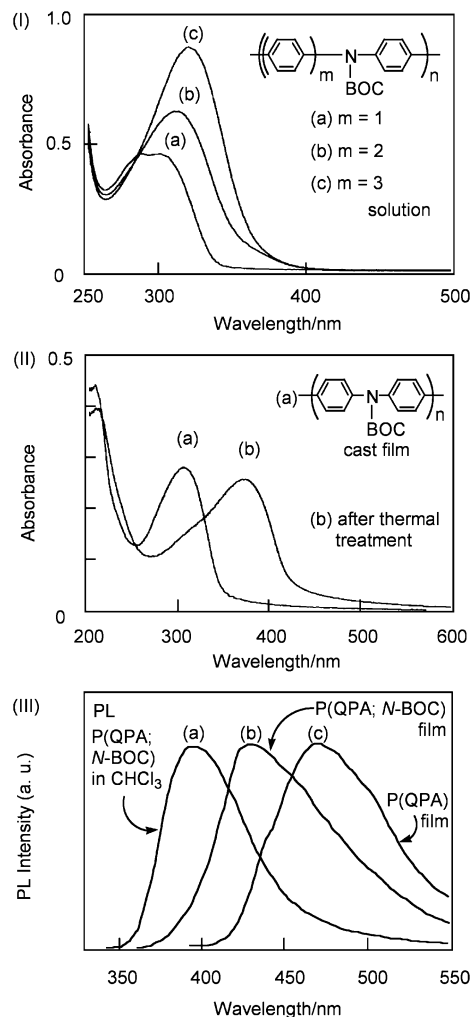 (I)
1.0
0.5
0
Absorbance
(c)
(b)
(a)
m
N
BOC
n
(a) m = 1
(b) m = 2
(c) m = 3
solution
250
300
400
500
Wavelength/nm
(II)
0.5
0
Absorbance
(a)
N
BOC
n
cast film
(a)
(b)
(b) after thermal
treatment
200
300
400
500
600
Wavelength/nm
(III)
PL Intensity (a. u.)
PL
P(QPA;
N-BOC)
in CHCl3
(a)
(b)
(c)
P(QPA; N-BOC)
film
P(QPA)
film
350
400
450
500
550
Wavelength/nm